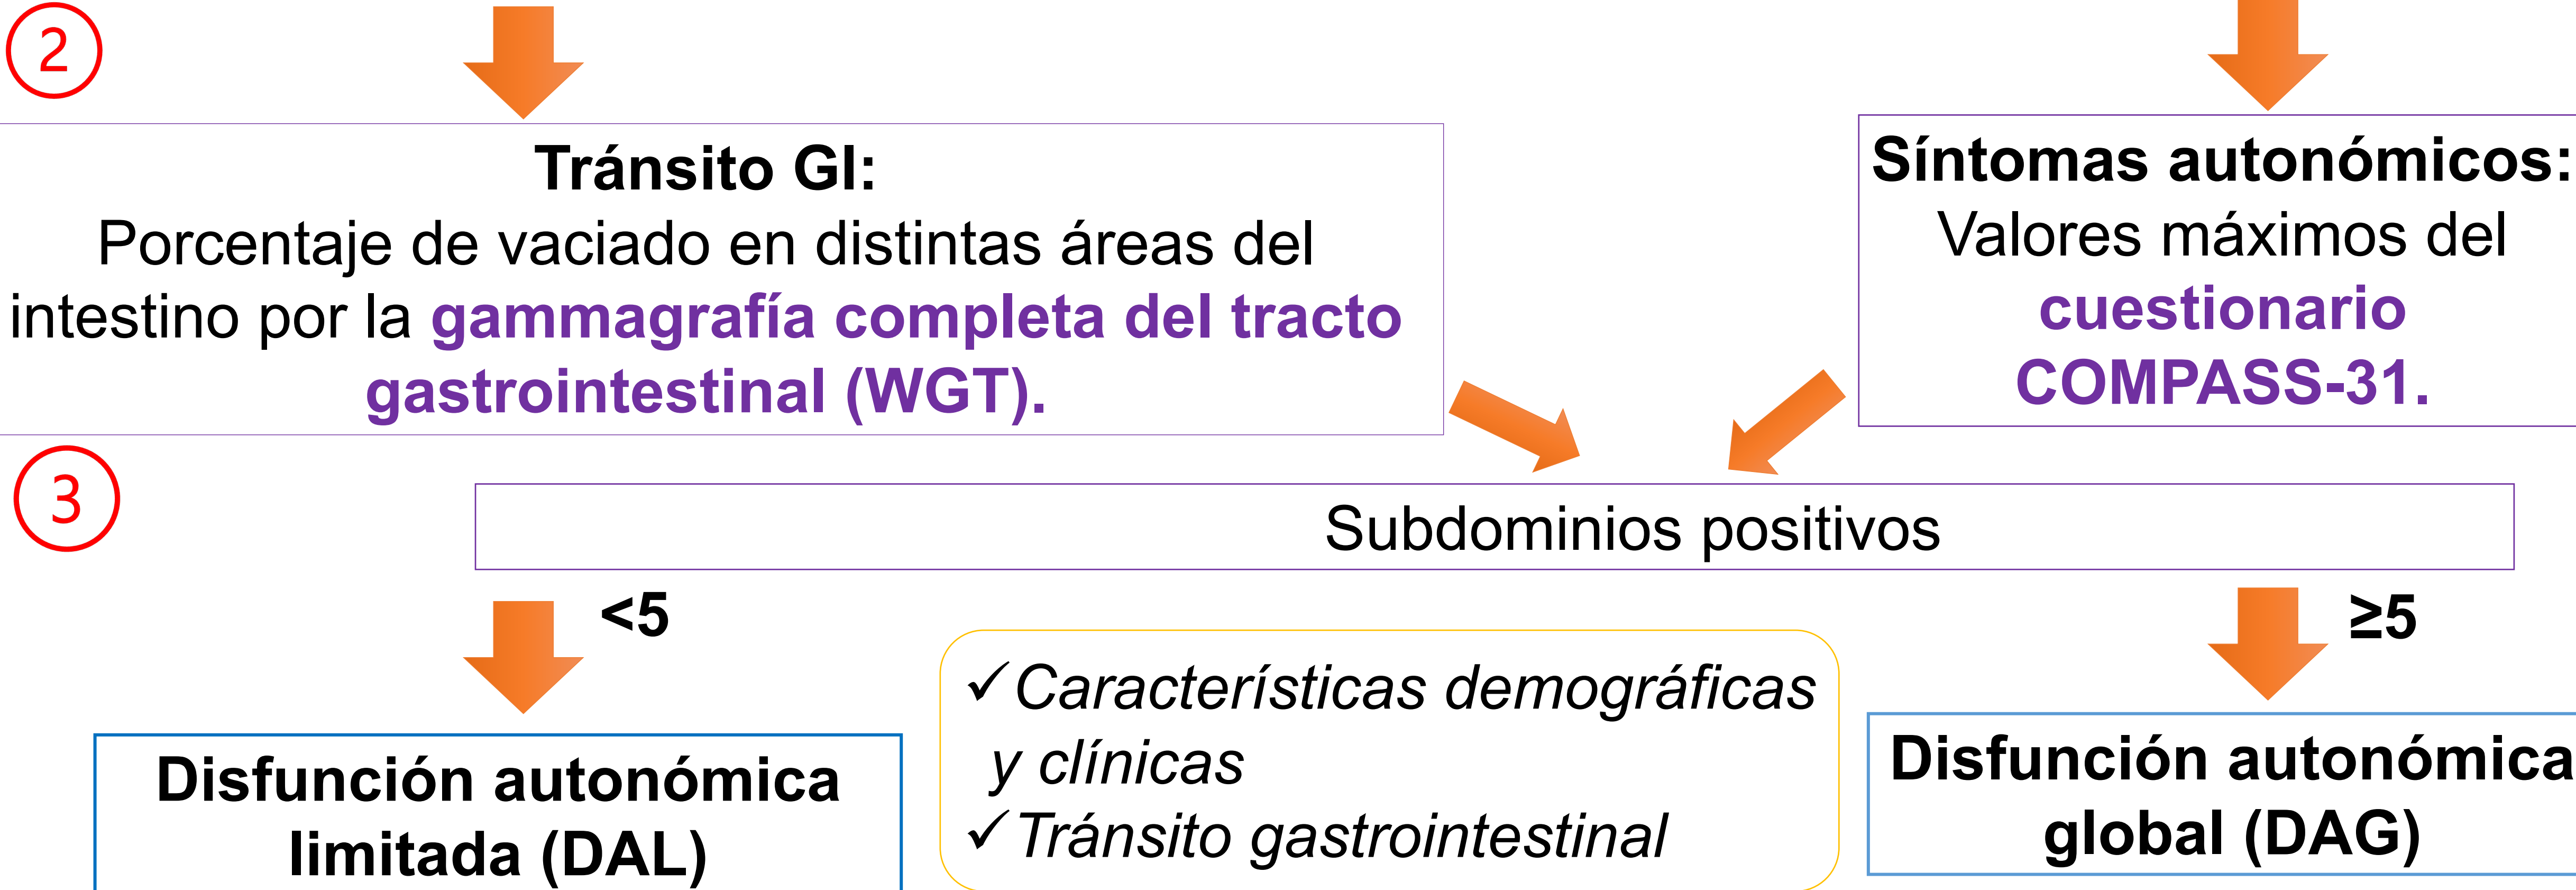 2
Tránsito GI:
Porcentaje de vaciado en distintas áreas del
intestino por la gammagrafía completa del tracto
gastrointestinal (WGT).
Síntomas autonómicos:
Valores máximos del
cuestionario
COMPASS-31.
3
Subdominios positivos
<5
≥5
Disfunción autonómica
limitada (DAL)
✓Características demográficas
y clínicas
✓Tránsito gastrointestinal
Disfunción autonómica
global (DAG)